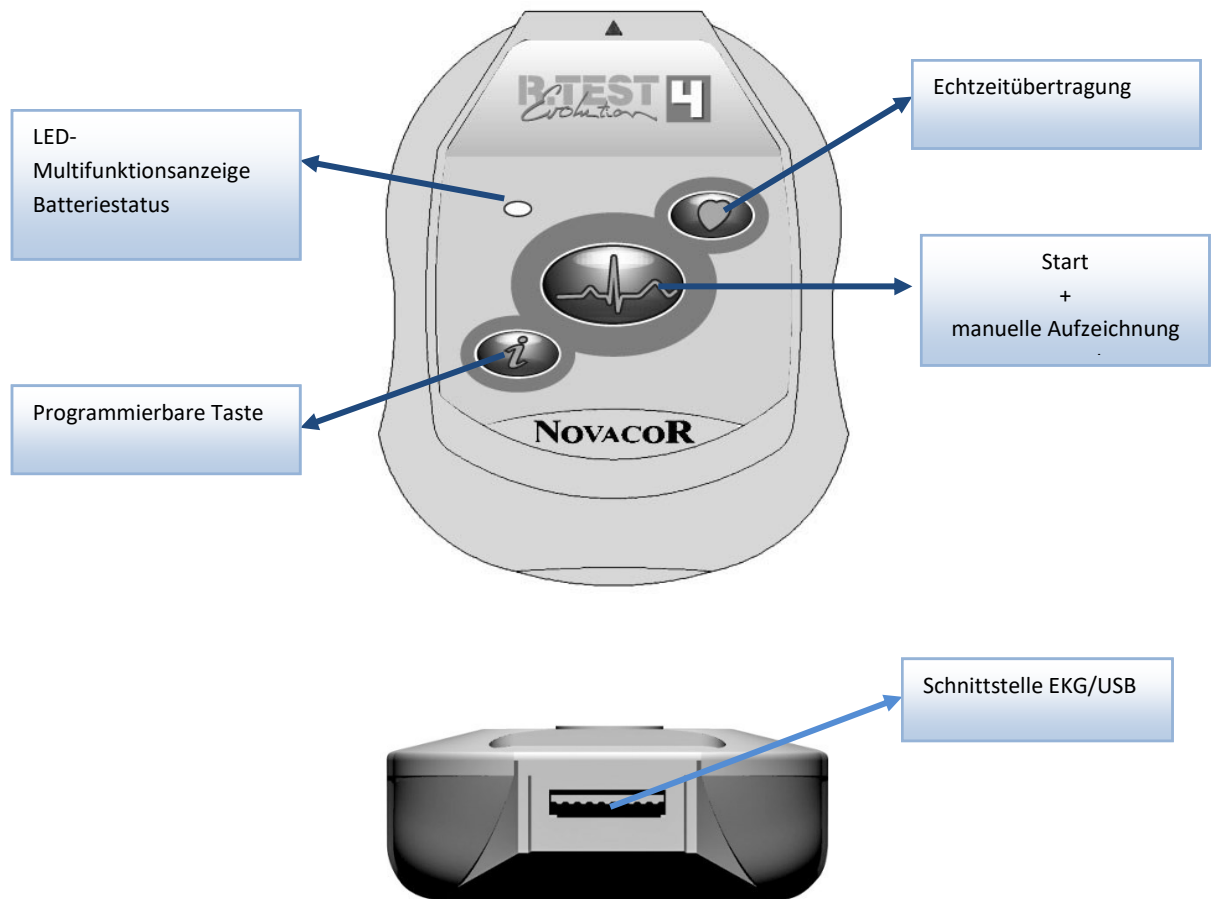 R.TEST 4
Evolution
Echtzeitübertragung
LED-
Multifunktionsanzeige
Batteriestatus
Start
+
manuelle Aufzeichnung
i
Programmierbare Taste
NOVACOR
Schnittstelle EKG/USB